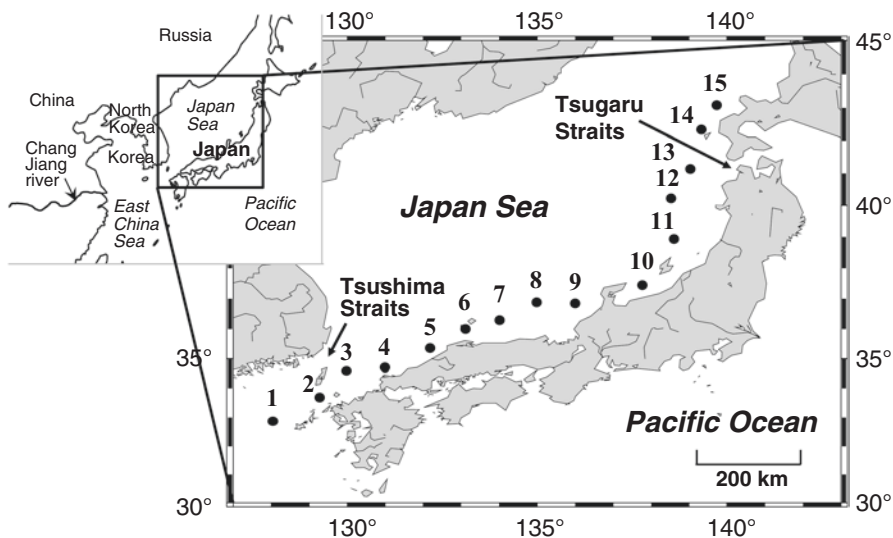 130°
135°
140°
45°
Russia
China
North
Korea
Japan
Sea
Korea
Japan
Chang
Jiang
river
East
China
Sea
Pacific
Ocean
15
Tsugaru
Straits
14
13
12
40°
Japan Sea
11
10
Tsushima
Straits
9
8
7
6
5
4
3
2
1
35°
35°
Pacific Ocean
200 km
30°
30°
130°
135°
140°